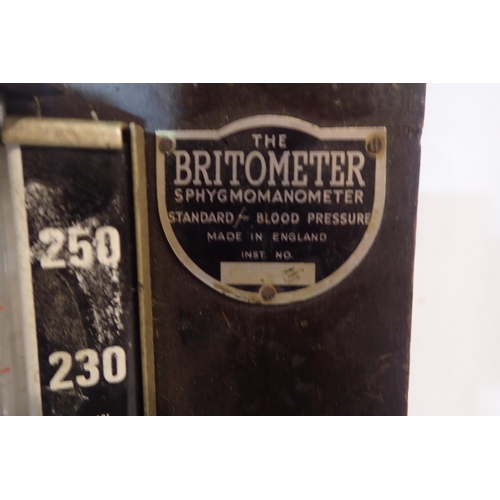 THE
BRITOMETER
SPHYGMOMANOMETER
STANDARD for BLOOD PRESSURE
MADE IN ENGLAND
INST. NO.
250
230